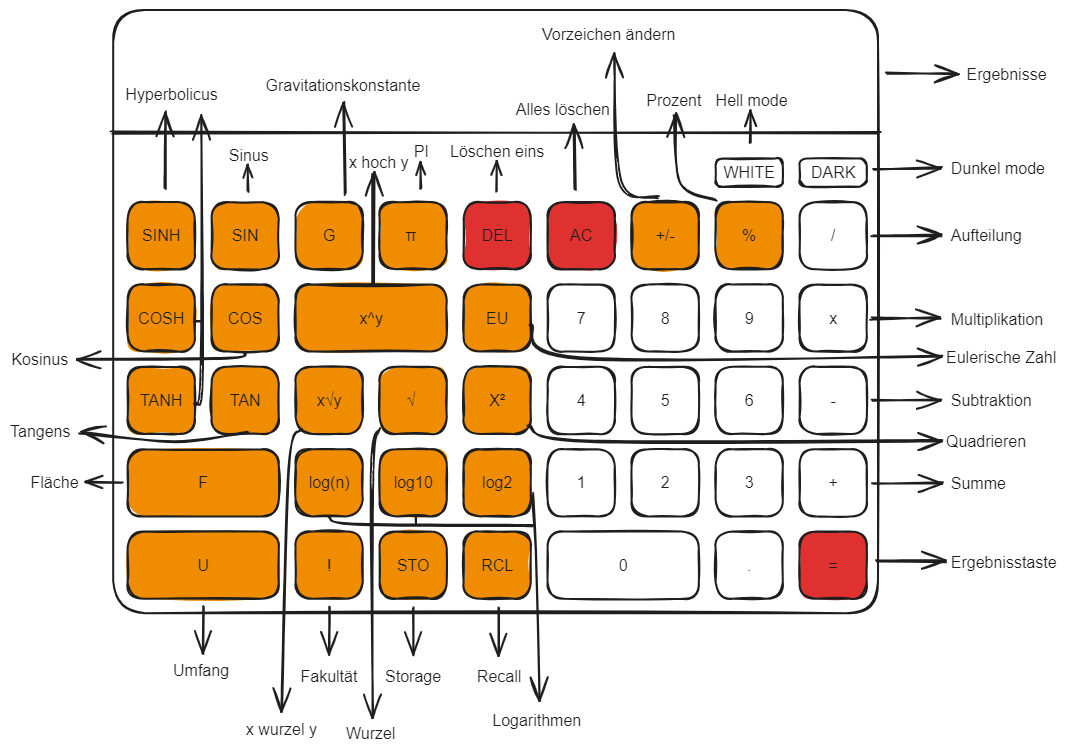 Vorzeichen ändern
Ergebnisse
Hyperbolicus
Gravitationskonstante
Alles löschen
Prozent
Hell mode
Sinus
x hoch y
PI
Löschen eins
WHITE
DARK
Dunkel mode
SINH
SIN
G
π
DEL
AC
+/-
%
/
Aufteilung
COSH
COS
x^y
EU
7
8
9
x
Multiplikation
Kosinus
Eulerische Zahl
TANH
TAN
x√y
√
X²
4
5
6
-
Subtraktion
Tangens
Quadrieren
Fläche
F
log(n)
log10
log2
1
2
3
+
Summe
U
!
STO
RCL
0
.
=
Ergebnisstaste
Umfang
Fakultät
Storage
Recall
x wurzel y
Wurzel
Logarithmen